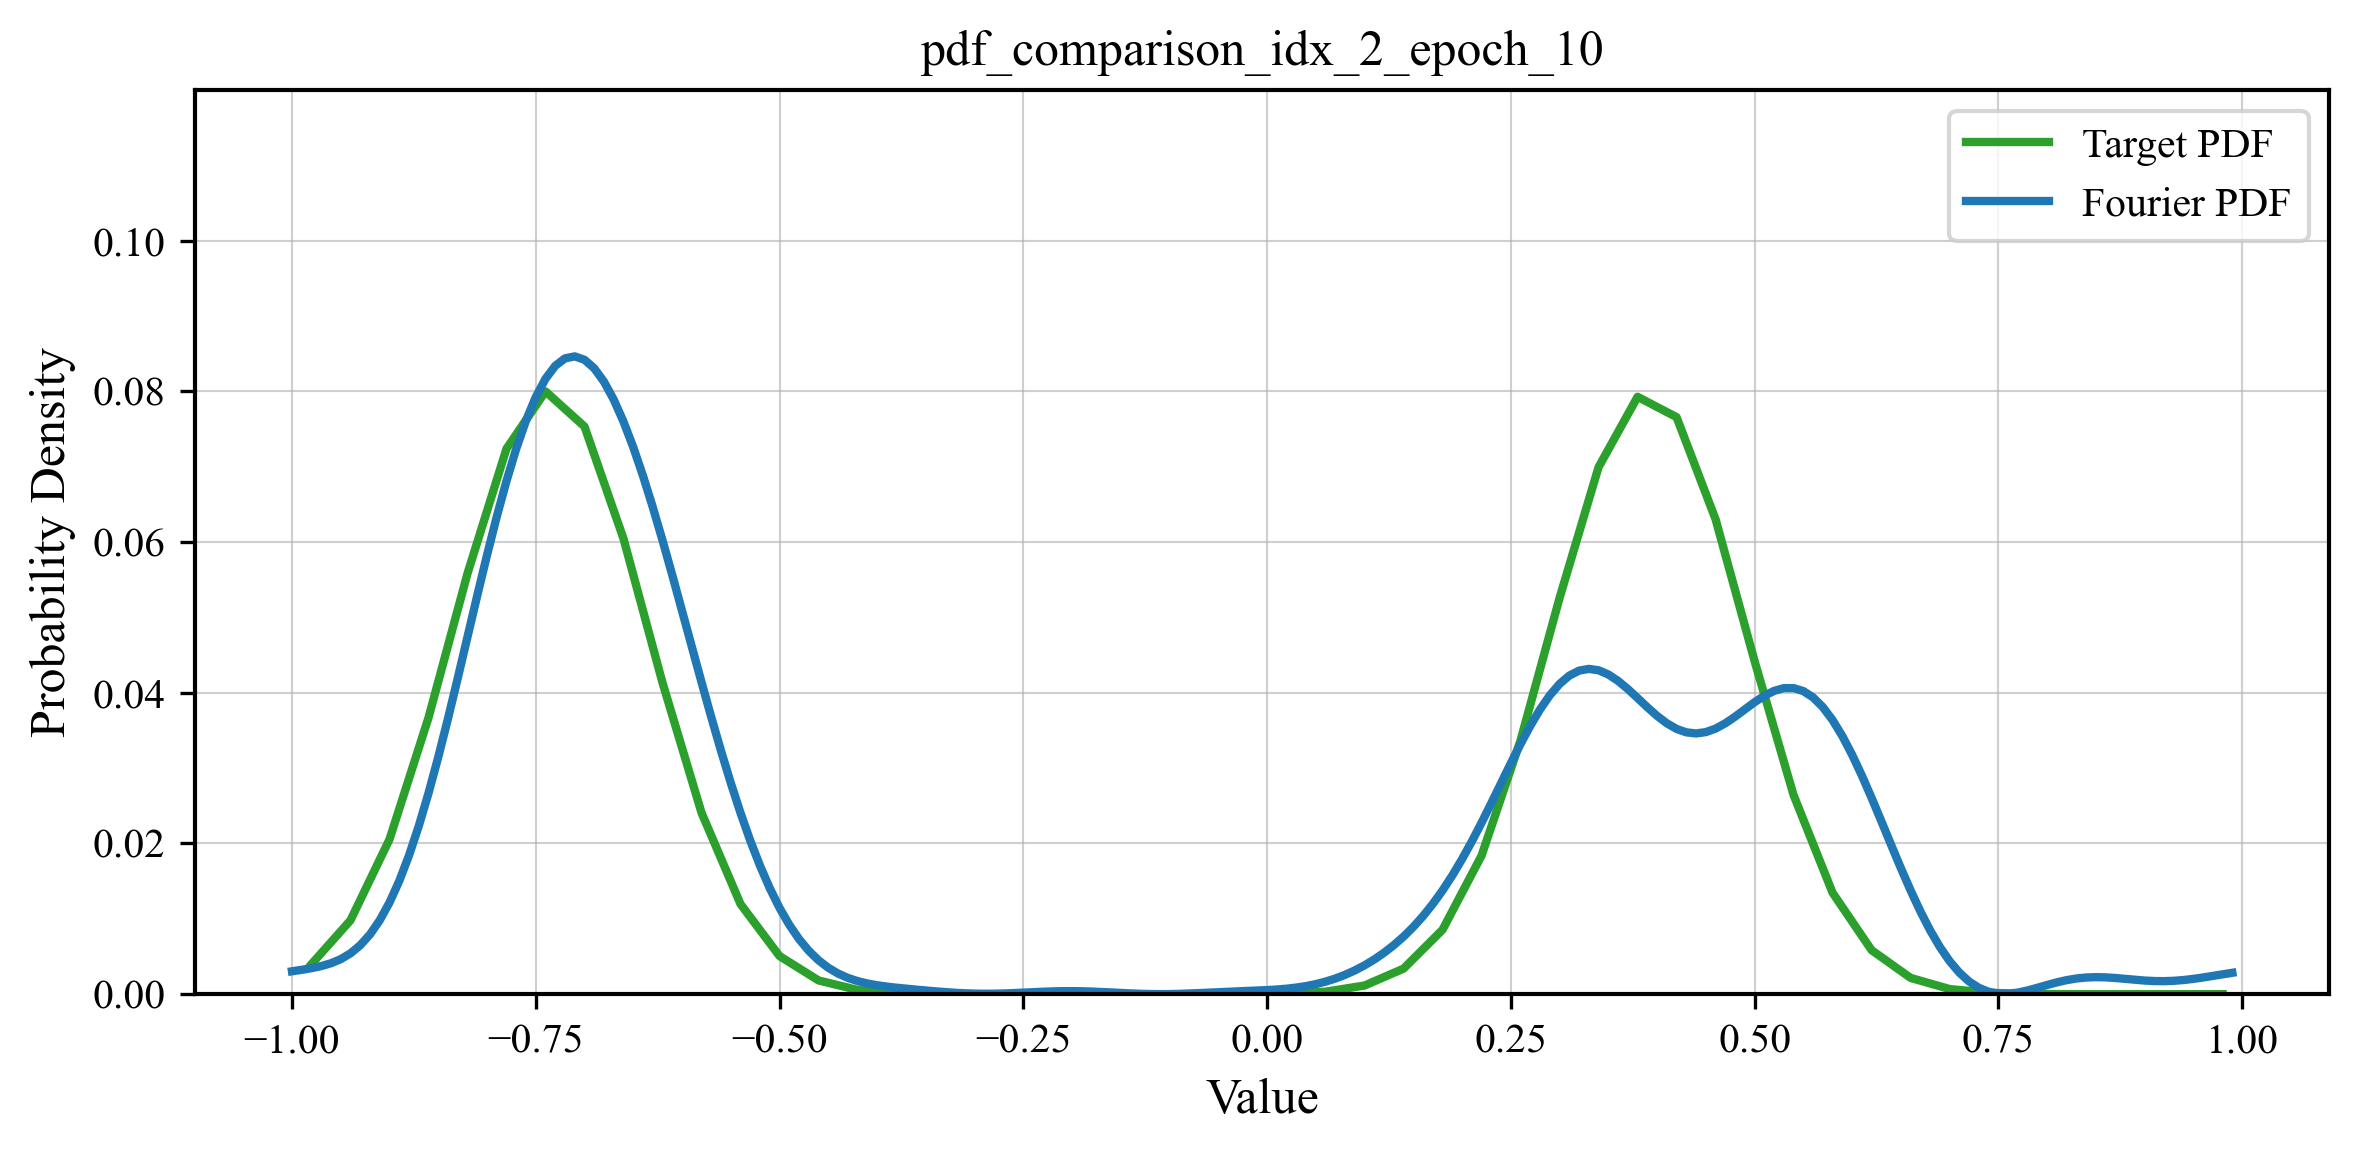 pdf_comparison_idx_2_epoch_10
Target PDF
Fourier PDF
0.10
0.08
0.06
0.04
0.02
0.00
Probability Density
−1.00 −0.75 −0.50 −0.25 0.00 0.25 0.50 0.75 1.00
Value